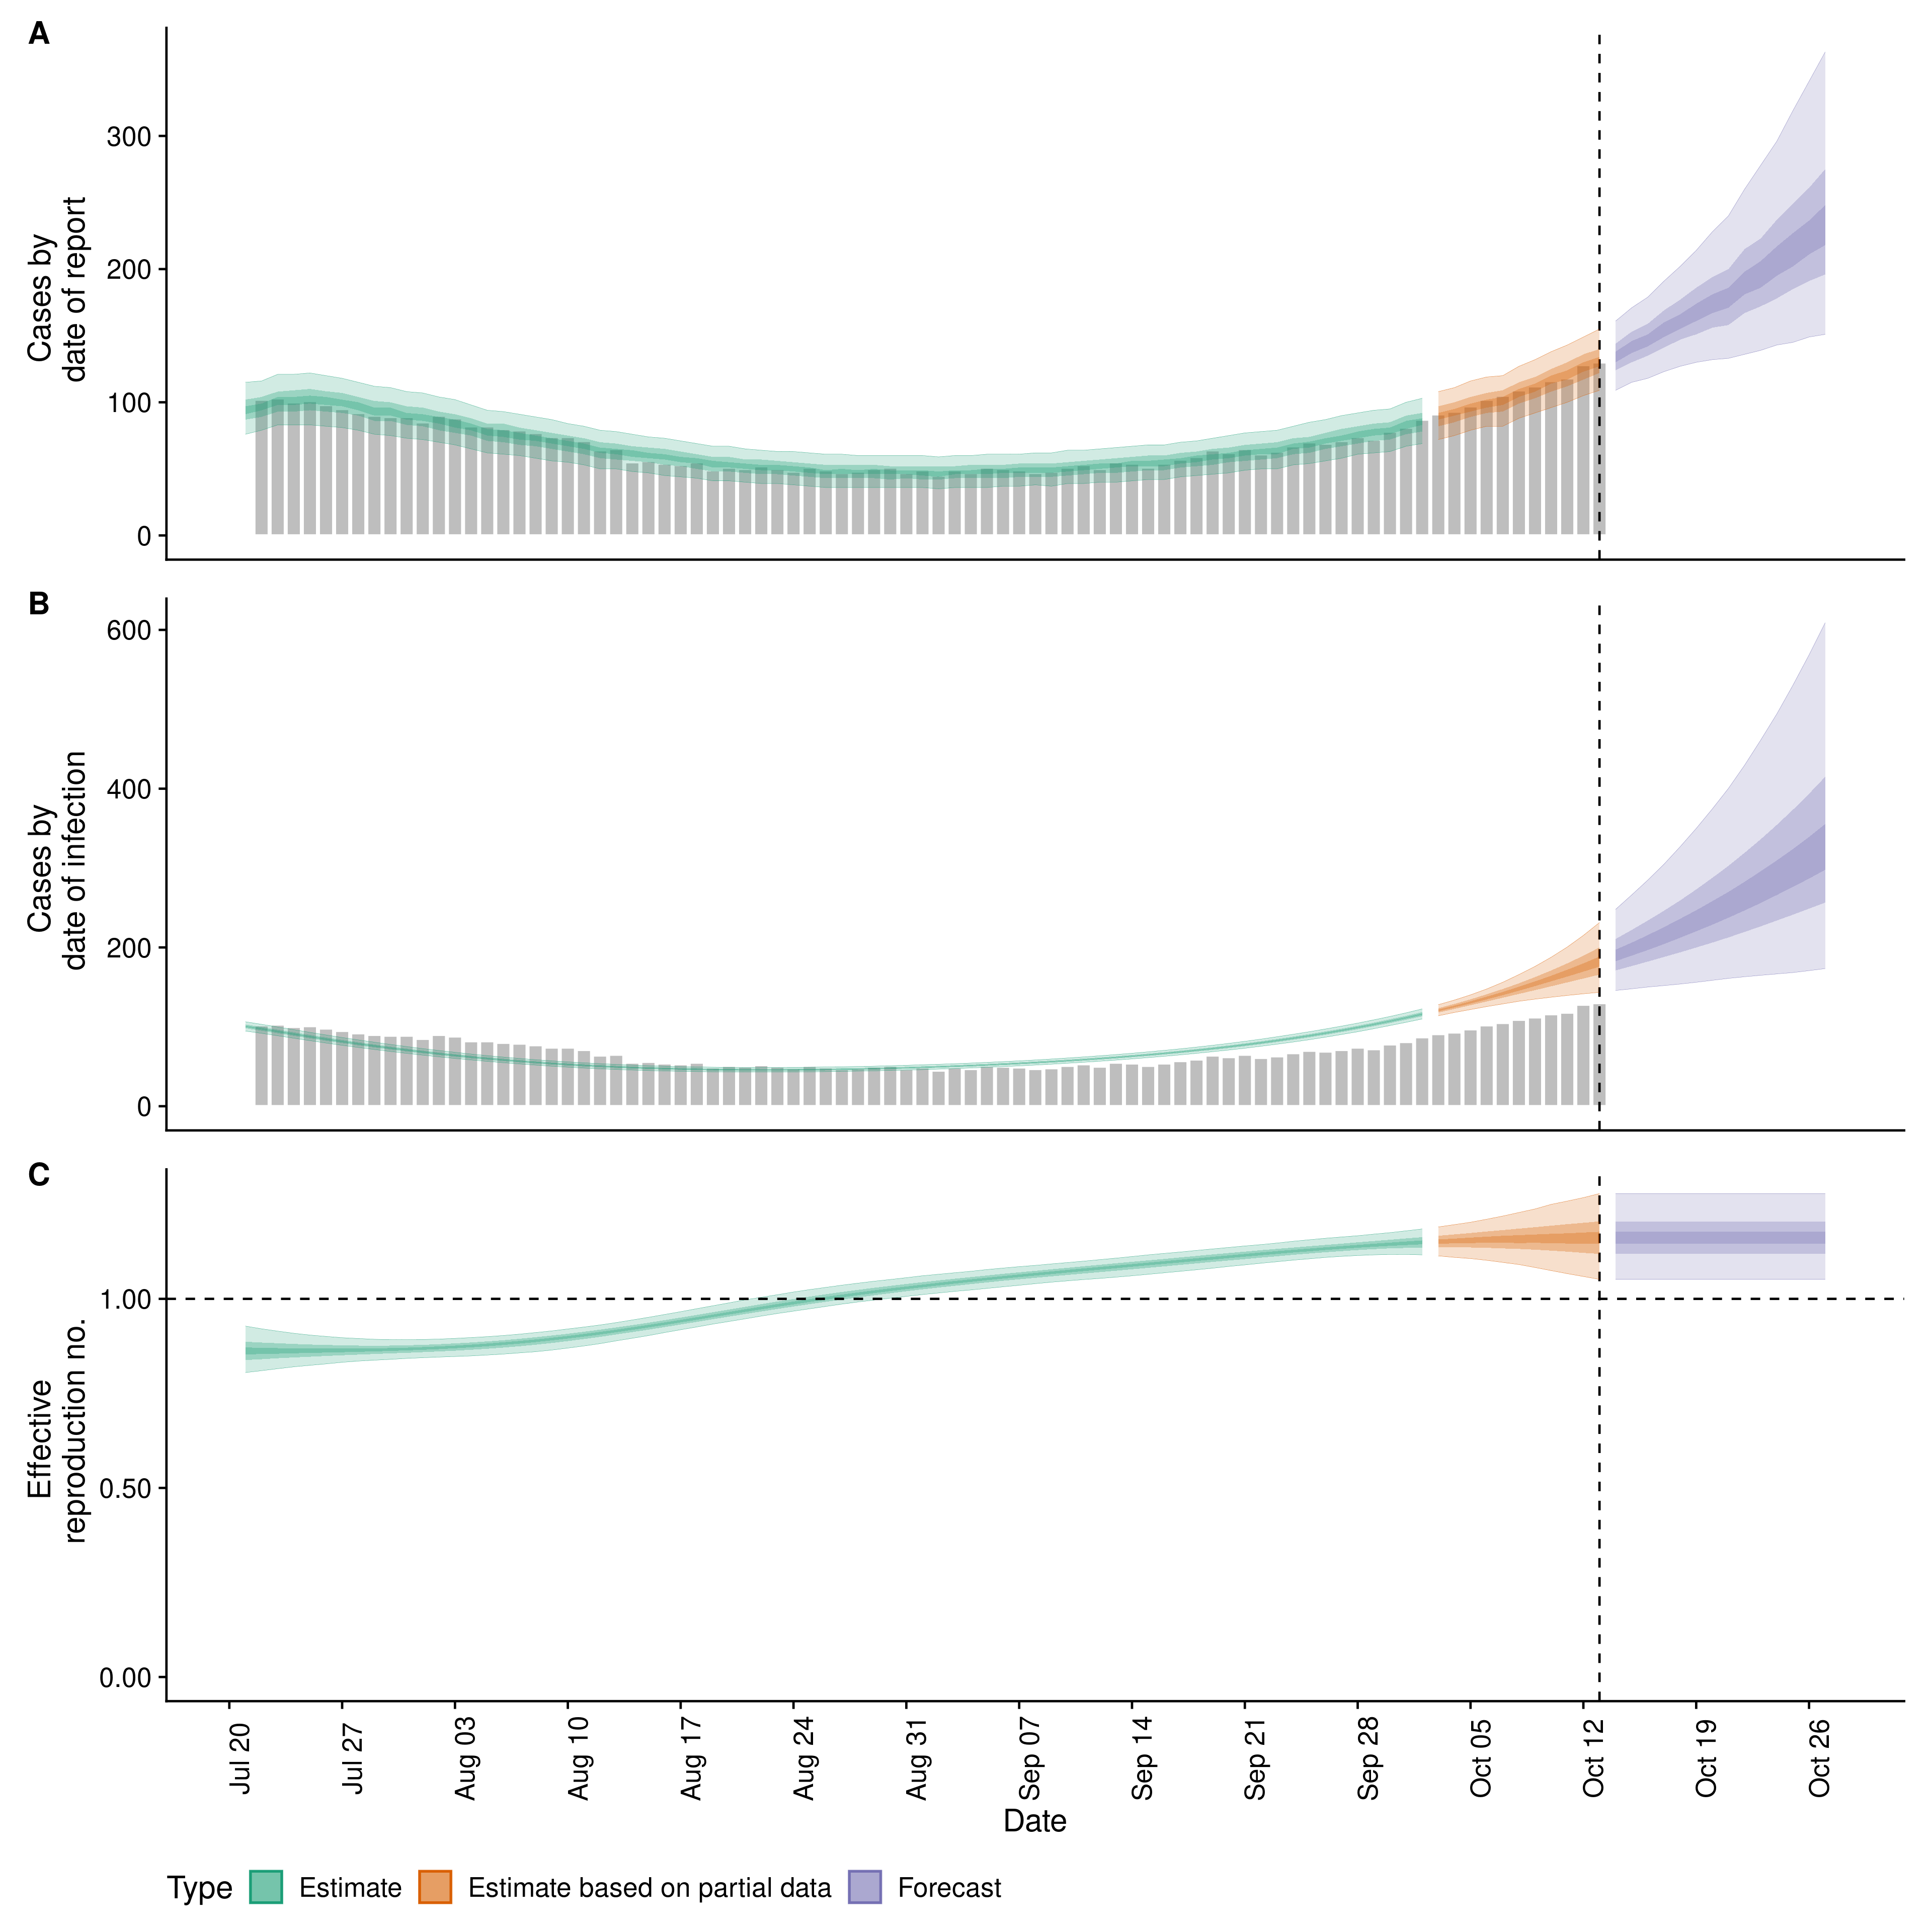 A
Cases by
date of report
300
200
100
0
B
Cases by
date of infection
600
400
200
0
C
Effective
reproduction no.
1.00
0.50
0.00
Jul 20
Jul 27
Aug 03
Aug 10
Aug 17
Aug 24
Aug 31
Sep 07
Sep 14
Sep 21
Sep 28
Oct 05
Oct 12
Oct 19
Oct 26
Date
Type Estimate Estimate based on partial data Forecast